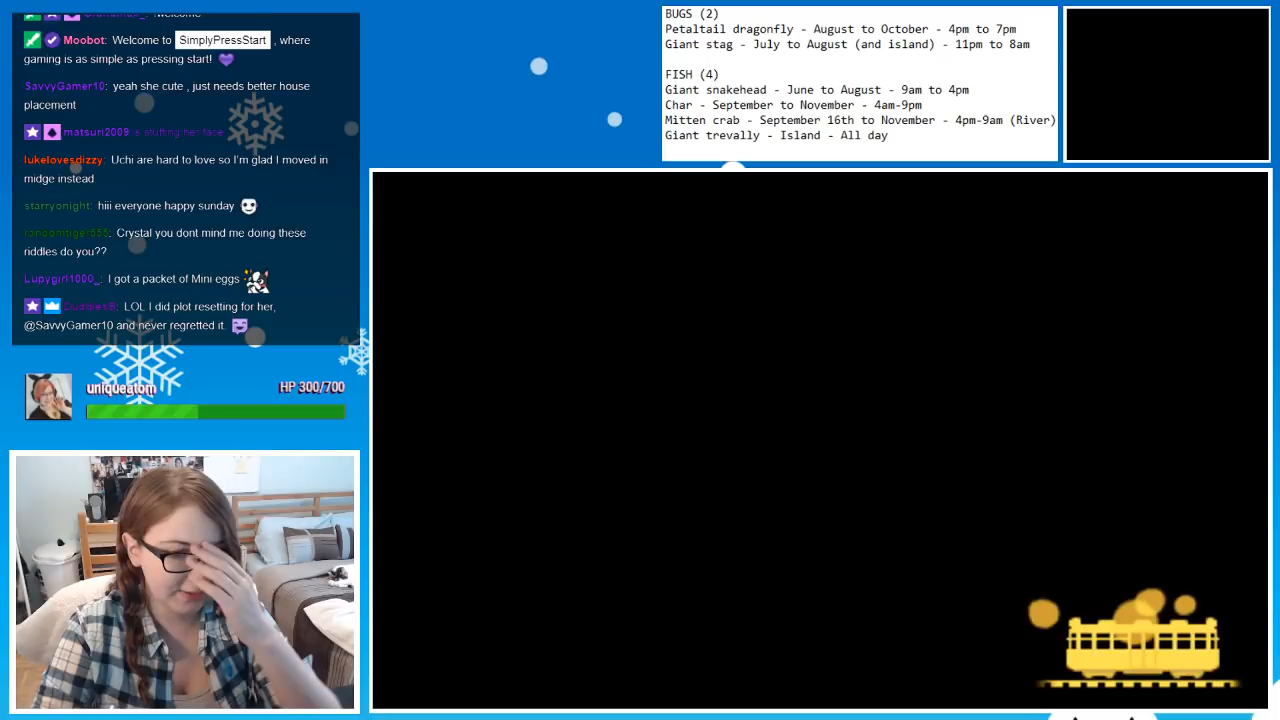 Moobot: Welcome to SimplyPressStart , where
gaming is as simple as pressing start!
SavvyGamer10: yeah she cute , just needs better house
placement
matsuri2009 is stuffing her face
lukelovesdizzy: Uchi are hard to love so I'm glad I moved in
midge instead
starryonight: hiii everyone happy sunday
randomtiger555: Crystal you dont mind me doing these
riddles do you??
Lupygirl1000_: I got a packet of Mini eggs
LOL I did plot resetting for her,
@SavvyGamer10 and never regretted it.
uniqueatom HP 300/700
BUGS (2)
Petaltail dragonfly - August to October - 4pm to 7pm
Giant stag - July to August (and island) - 11pm to 8am
FISH (4)
Giant snakehead - June to August - 9am to 4pm
Char - September to November - 4am-9pm
Mitten crab - September 16th to November - 4pm-9am (River)
Giant trevally - Island - All day